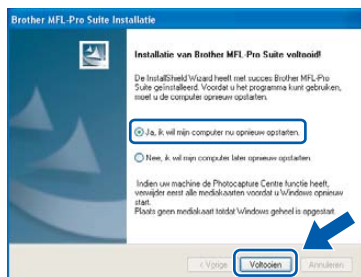 Brother MFL-Pro Suite Installatie
Installatie van Brother MFL-Pro Suite voltooid!
De InstallShield Wizard heeft met succes Brother MFL-Pro
Suite geïnstalleerd. Voordat u het programma kunt gebruiken,
moet u de computer opnieuw opstarten.
Ja, ik wil mijn computer nu opnieuw opstarten.
Nee, ik wil mijn computer later opnieuw opstarten.
Indien uw machine de Photocapture Centre functie heeft,
verwijder eerst alle mediakaarten voordat u Windows opnieuw
start.
Plaats geen mediakaart totdat Windows geheel is opgestart.
< Vorige
Voltooien
Annuleren